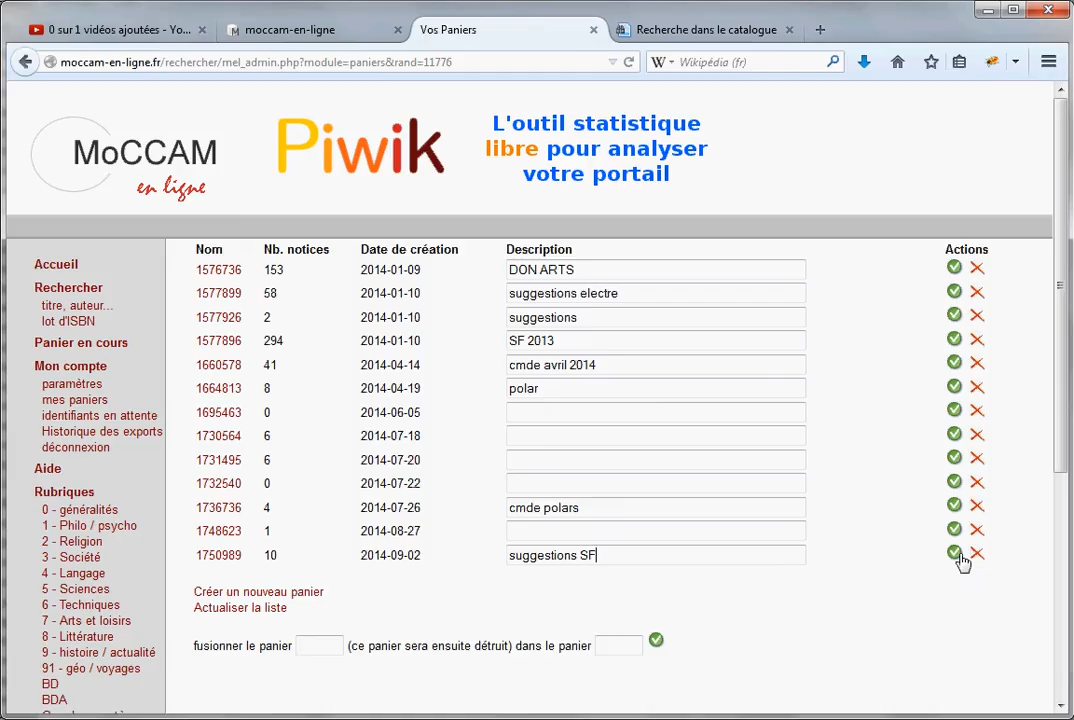 0 sur 1 vidéos ajoutées - Yo...
moccam-en-ligne
Vos Paniers
Recherche dans le catalogue
moccam-en-ligne.fr/rechercher/mel_admin.php?module=paniers&rand=11776
W Wikipédia (fr)
MoCCAM
en ligne
Piwik
L'outil statistique
libre pour analyser
votre portail
Accueil
Rechercher
titre, auteur...
lot d'ISBN
Panier en cours
Mon compte
paramètres
mes paniers
identifiants en attente
Historique des exports
déconnexion
Aide
Rubriques
0 - généralités
1 - Philo / psycho
2 - Religion
3 - Société
4 - Langage
5 - Sciences
6 - Techniques
7 - Arts et loisirs
8 - Littérature
9 - histoire / actualité
91 - géo / voyages
BD
BDA
Nom Nb. notices Date de création Description Actions
1576736 153 2014-01-09 DON ARTS
1577899 58 2014-01-10 suggestions electre
1577926 2 2014-01-10 suggestions
1577896 294 2014-01-10 SF 2013
1660578 41 2014-04-14 cmde avril 2014
1664813 8 2014-04-19 polar
1695463 0 2014-06-05
1730564 6 2014-07-18
1731495 6 2014-07-20
1732540 0 2014-07-22
1736736 4 2014-07-26 cmde polars
1748623 1 2014-08-27
1750989 10 2014-09-02 suggestions SF
Créer un nouveau panier
Actualiser la liste
fusionner le panier (ce panier sera ensuite détruit) dans le panier